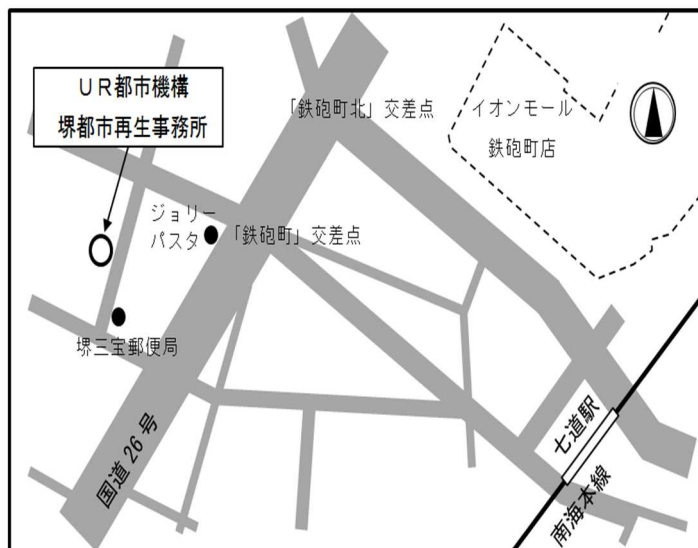 UR都市機構
堺都市再生事務所
「鉄砲町北」交差点
イオンモール
鉄砲町店
ジョリー
パスタ
「鉄砲町」交差点
堺三宝郵便局
国道26号
七道駅
南海本線